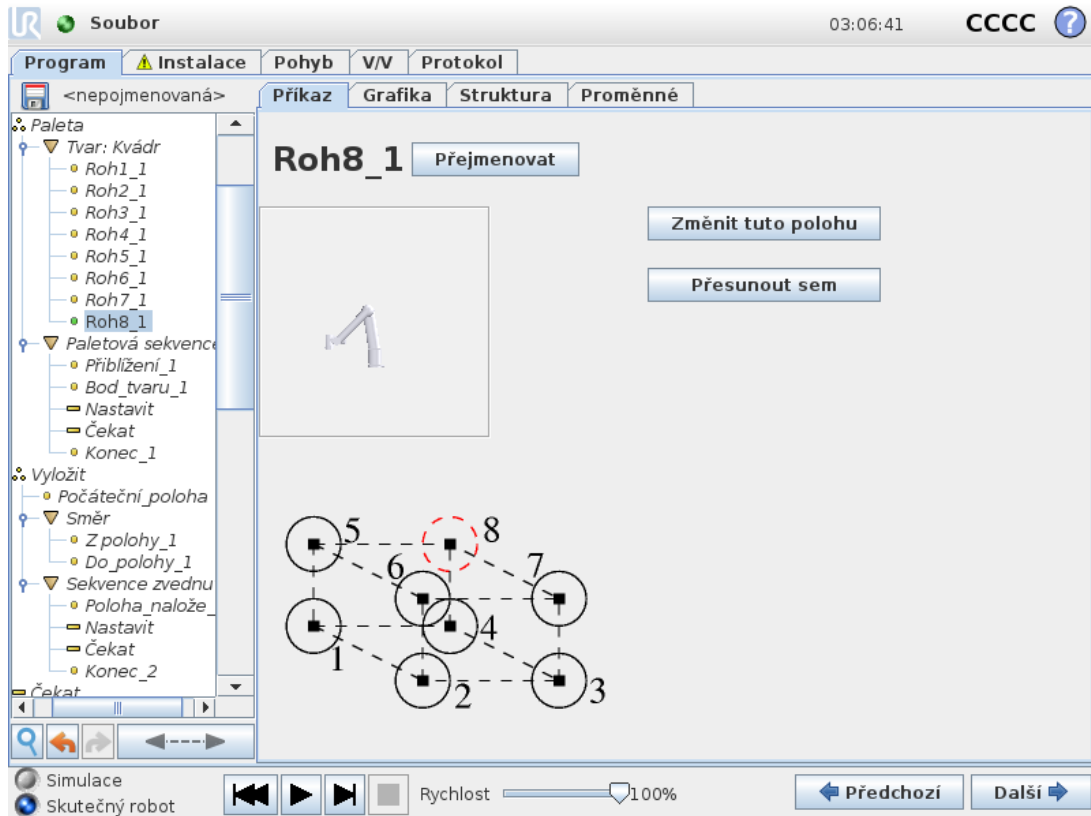 UR Soubor 03:06:41 CCCC ?
Program Instalace Pohyb V/V Protokol
<nepojmenovaná> Příkaz Grafika Struktura Proměnné
Paleta
Tvar: Kvádr
Roh1_1
Roh2_1
Roh3_1
Roh4_1
Roh5_1
Roh6_1
Roh7_1
Roh8_1
Paletová sekvence
Přiblížení_1
Bod_tvaru_1
Nastavit
Čekat
Konec_1
Vyložit
Počáteční_poloha
Směr
Z polohy_1
Do_polohy_1
Sekvence zvednu
Poloha_nalože_
Nastavit
Čekat
Konec_2
Čekat
Roh8_1 Přejmenovat
Změnit tuto polohu
Přesunout sem
5 8
6 7
4
1
2 3
Simulace
Skutečný robot
Rychlost 100%
Předchozí Další